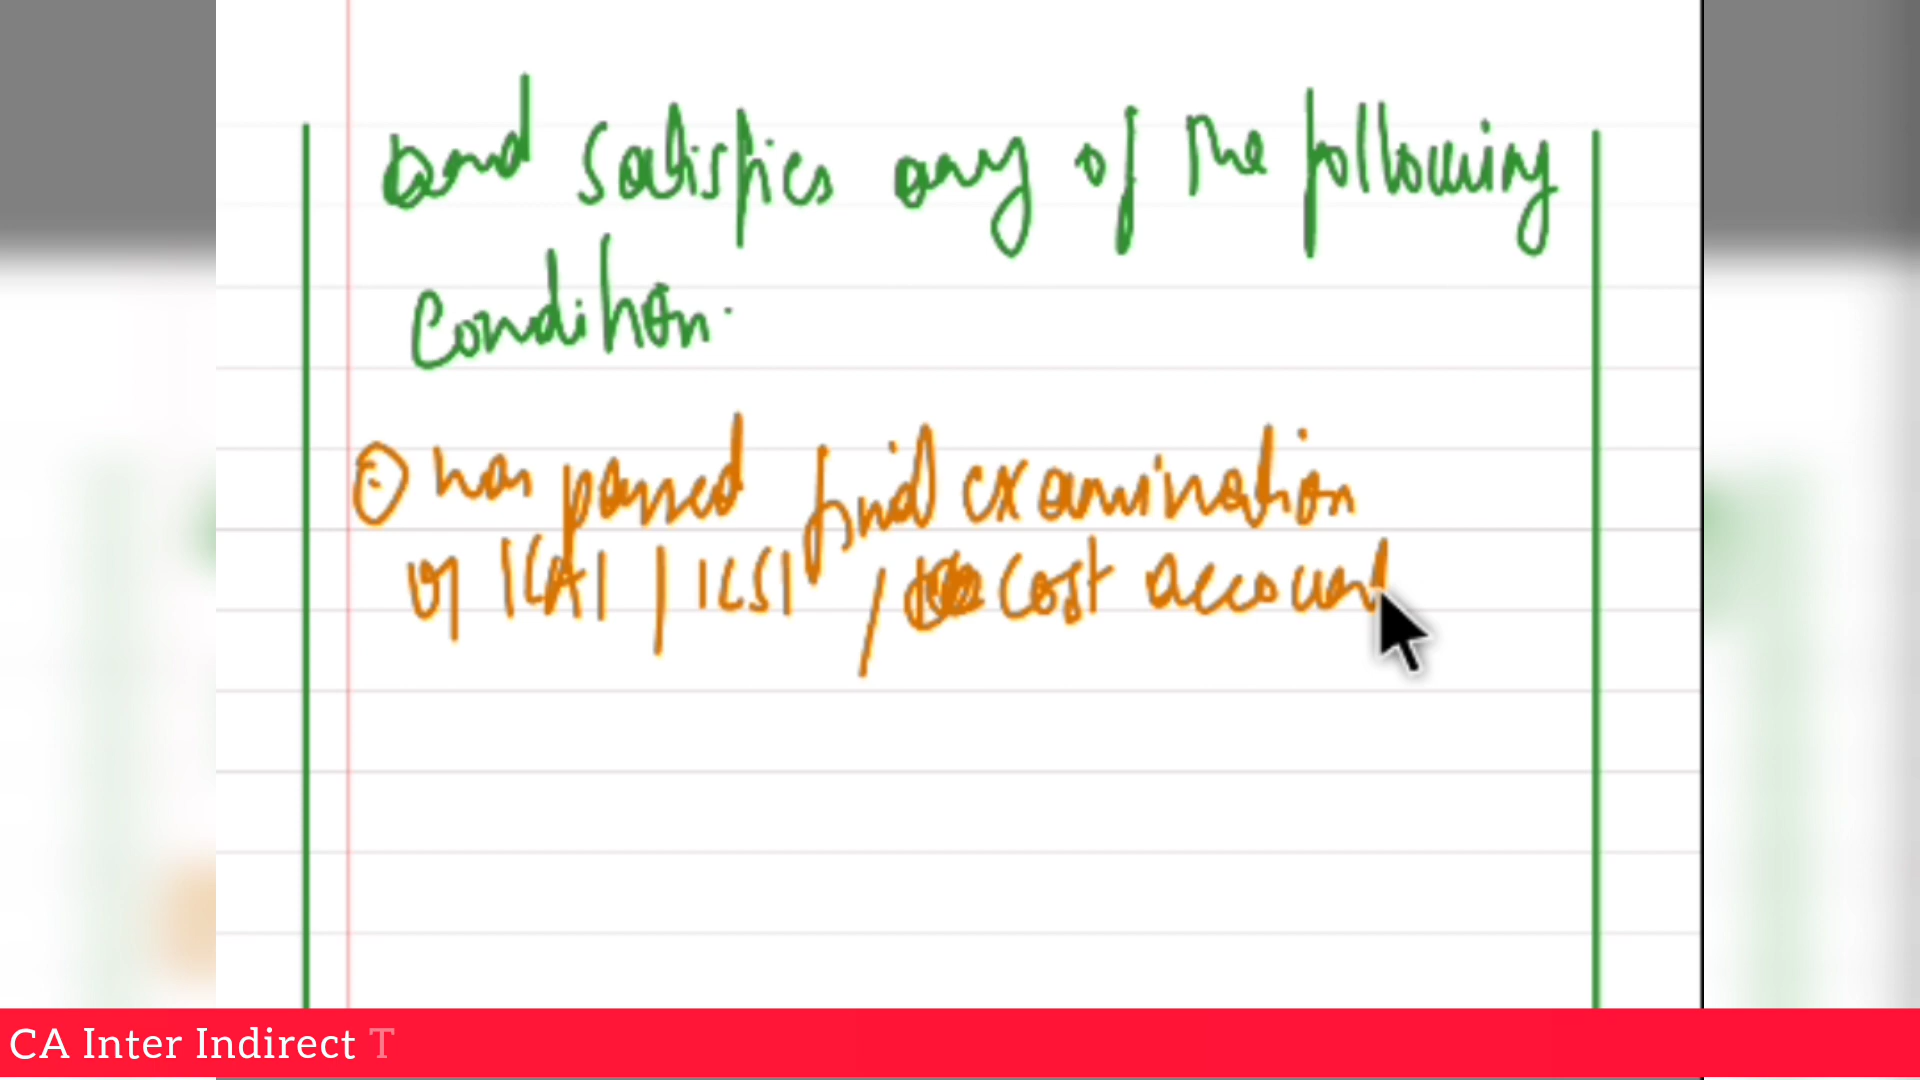 and satisfies any of the following
condition.
has passed final examination
of ICAI / ICSI / cost account
CA Inter Indirect T